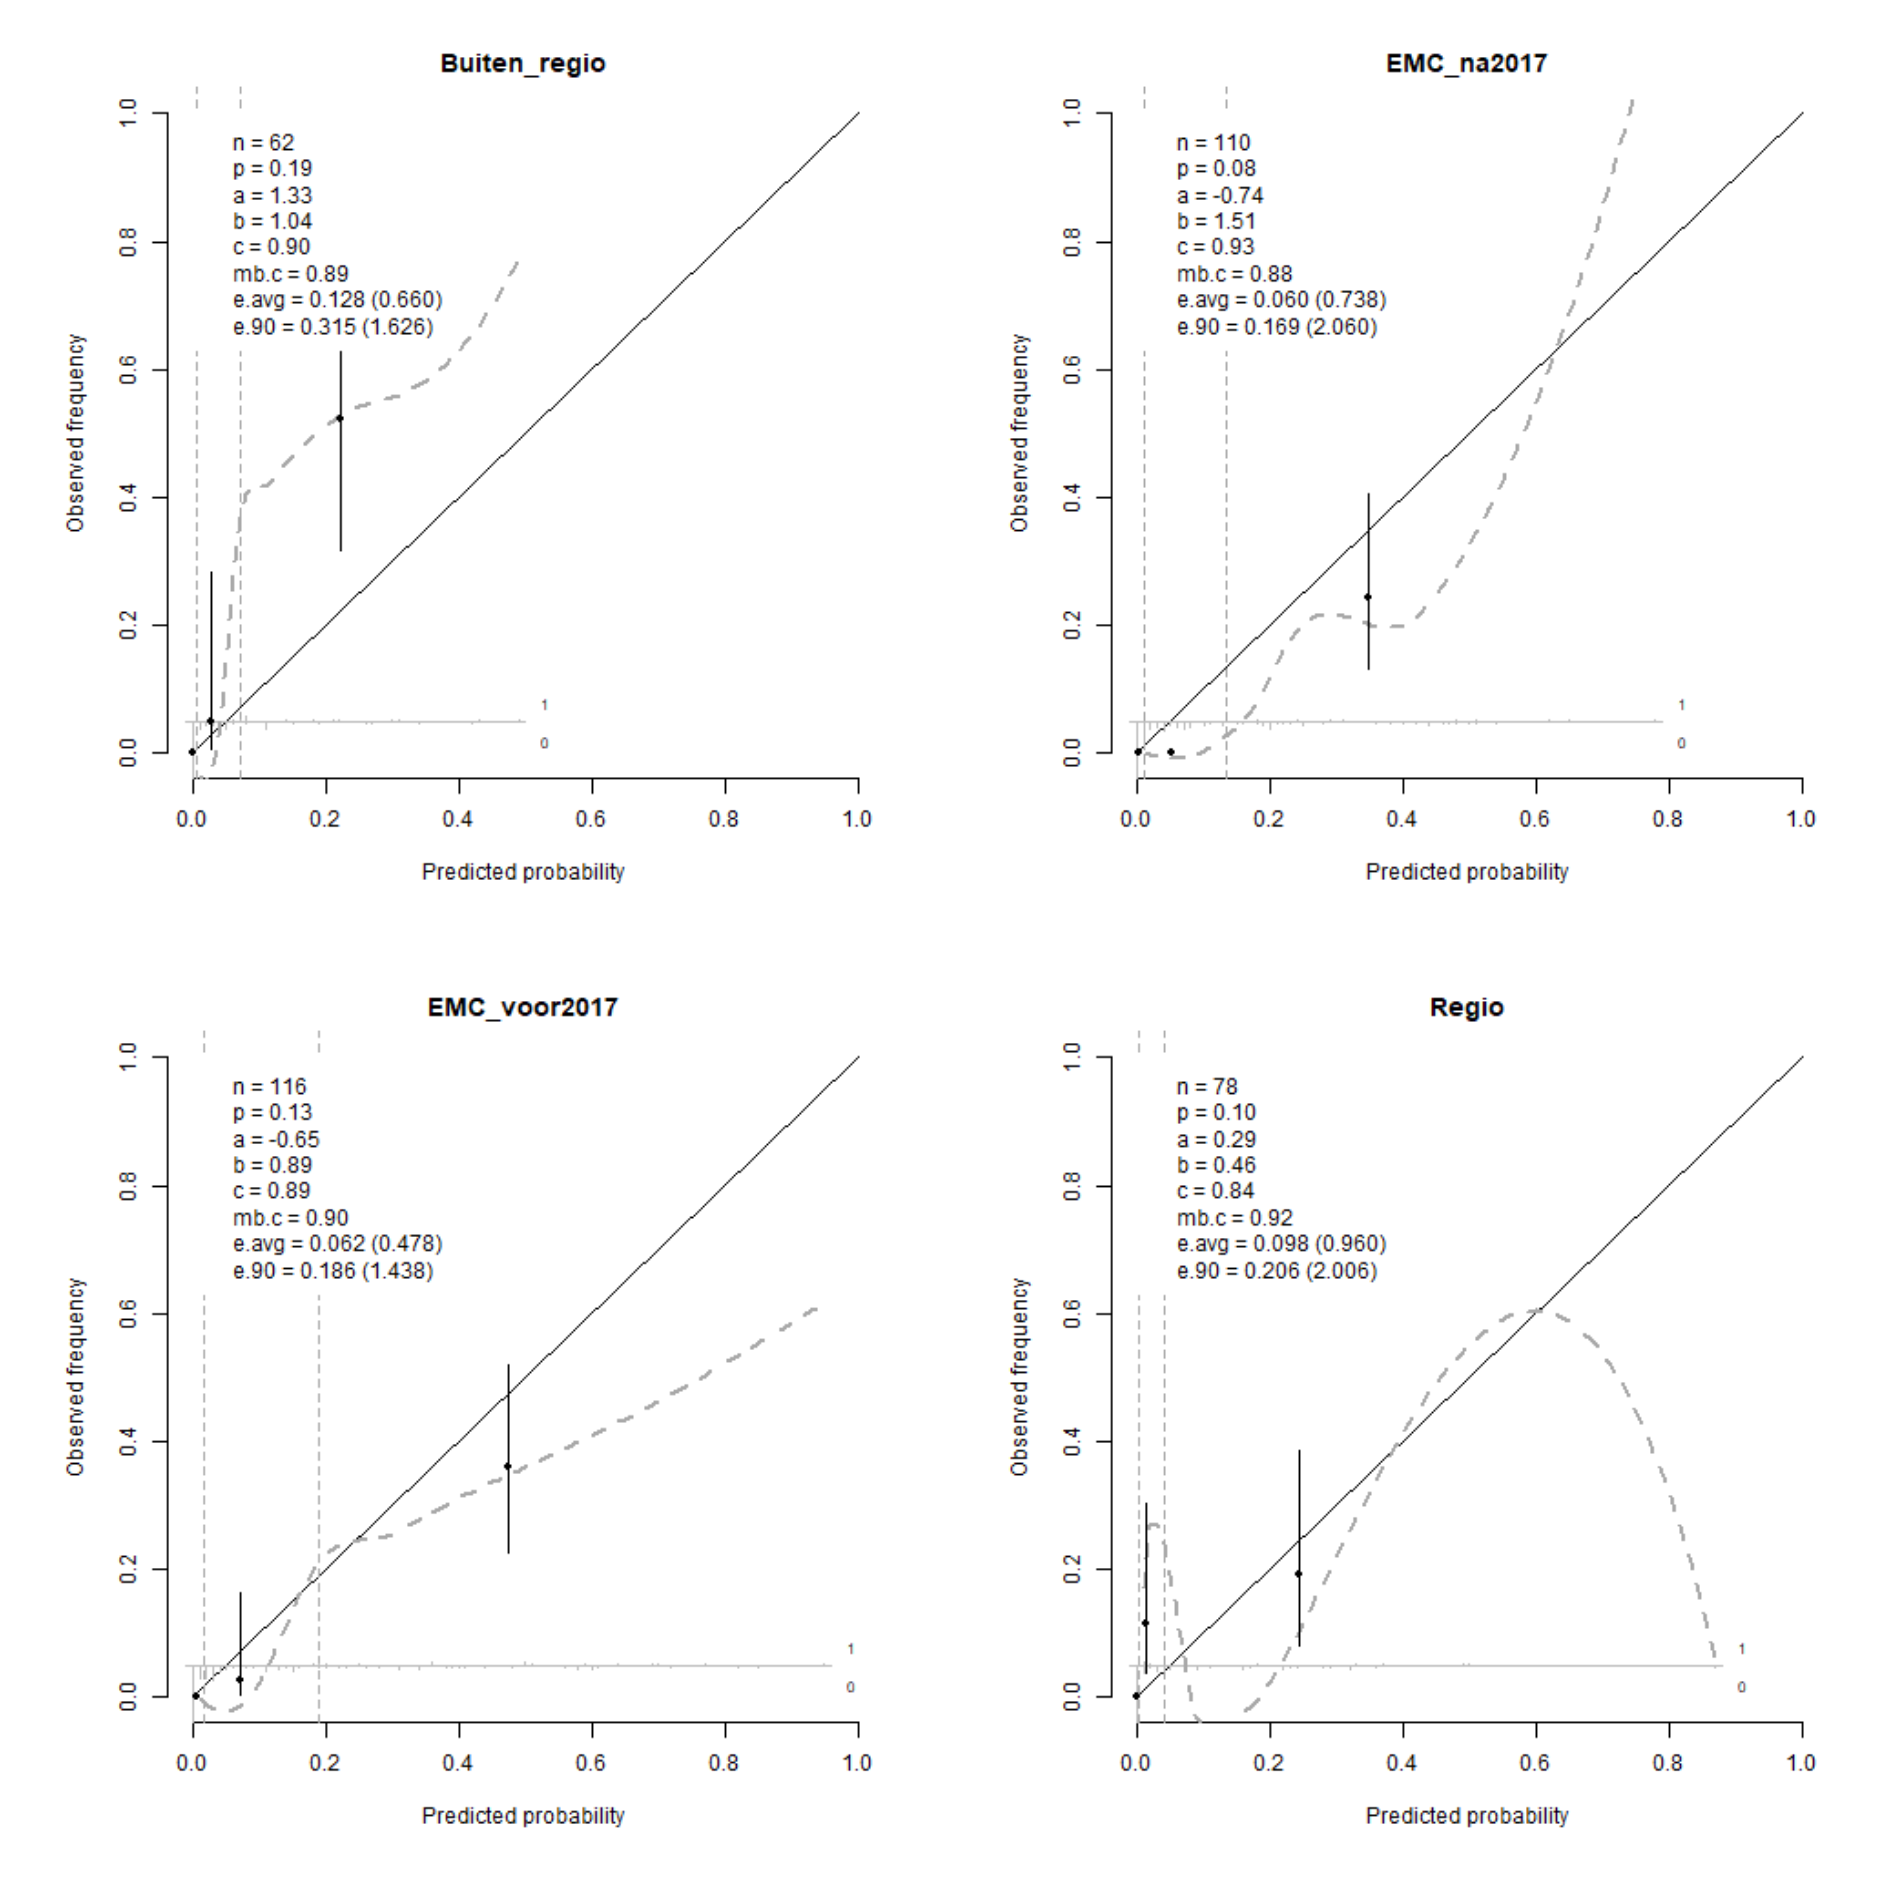 Buiten_regio
n = 62
p = 0.19
a = 1.33
b = 1.04
c = 0.90
mb.c = 0.89
e.avg = 0.128 (0.660)
e.90 = 0.315 (1.626)
Observed frequency
0.0 0.2 0.4 0.6 0.8 1.0
1
0
0.0 0.2 0.4 0.6 0.8 1.0
Predicted probability
EMC_na2017
n = 110
p = 0.08
a = -0.74
b = 1.51
c = 0.93
mb.c = 0.88
e.avg = 0.060 (0.738)
e.90 = 0.169 (2.060)
Observed frequency
0.0 0.2 0.4 0.6 0.8 1.0
1
0
0.0 0.2 0.4 0.6 0.8 1.0
Predicted probability
EMC_voor2017
n = 116
p = 0.13
a = -0.65
b = 0.89
c = 0.89
mb.c = 0.90
e.avg = 0.062 (0.478)
e.90 = 0.186 (1.438)
Observed frequency
0.0 0.2 0.4 0.6 0.8 1.0
1
0
0.0 0.2 0.4 0.6 0.8 1.0
Predicted probability
Regio
n = 78
p = 0.10
a = 0.29
b = 0.46
c = 0.84
mb.c = 0.92
e.avg = 0.098 (0.960)
e.90 = 0.206 (2.006)
Observed frequency
0.0 0.2 0.4 0.6 0.8 1.0
1
0
0.0 0.2 0.4 0.6 0.8 1.0
Predicted probability